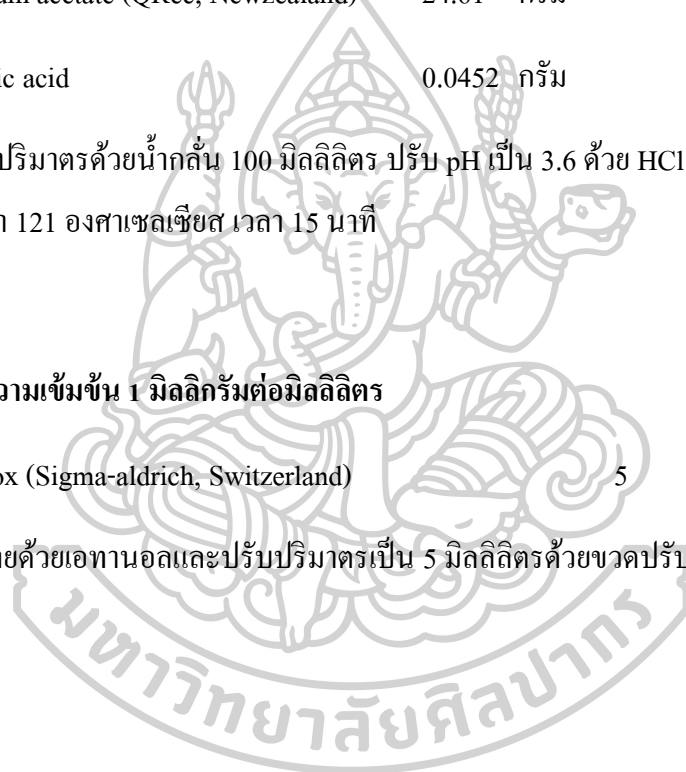 um acetate (QRëc, Newzealand) 24.61 กรัม
ic acid 0.0452 กรัม
ปริมาตรด้วยน้ำกลั่น 100 มิลลิลิตร ปรับ pH เป็น 3.6 ด้วย HCl
121 องศาเซลเซียส เวลา 15 นาที
วามเข้มข้น 1 มิลลิกรัมต่อมิลลิลิตร
ox (Sigma-aldrich, Switzerland) 5
ยด้วยเอทานอลและปรับปริมาตรเป็น 5 มิลลิลิตรด้วยขวดปรับ
มหาวิทยาลัยศิลปากร